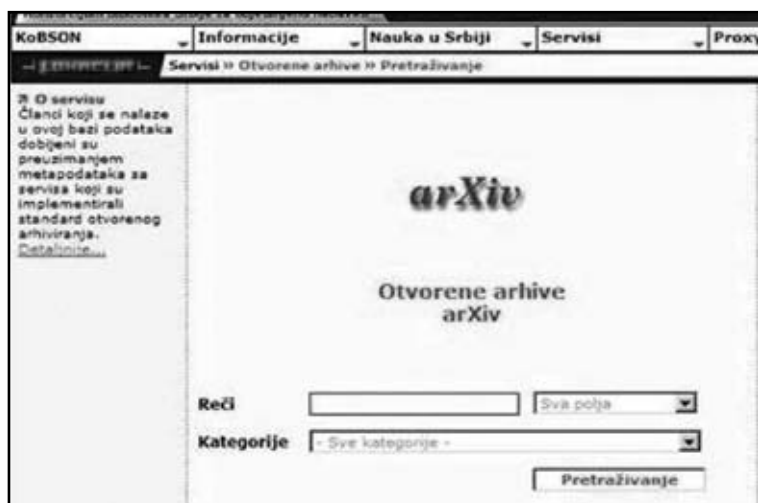 KoBSON Informacije Nauka u Srbiji Servisi Proxy
Servisi » Otvorene arhive » Pretraživanje
O servisu
Članci koji se nalaze
u ovoj bazi podataka
dobijeni su
preuzimanjem
metapodataka sa
servisa koji su
implementirali
standard otvorenog
arhiviranja.
Detaljnije...
arXiv
Otvorene arhive
arXiv
Reči Sva polja
Kategorije - Sve kategorije -
Pretraživanje